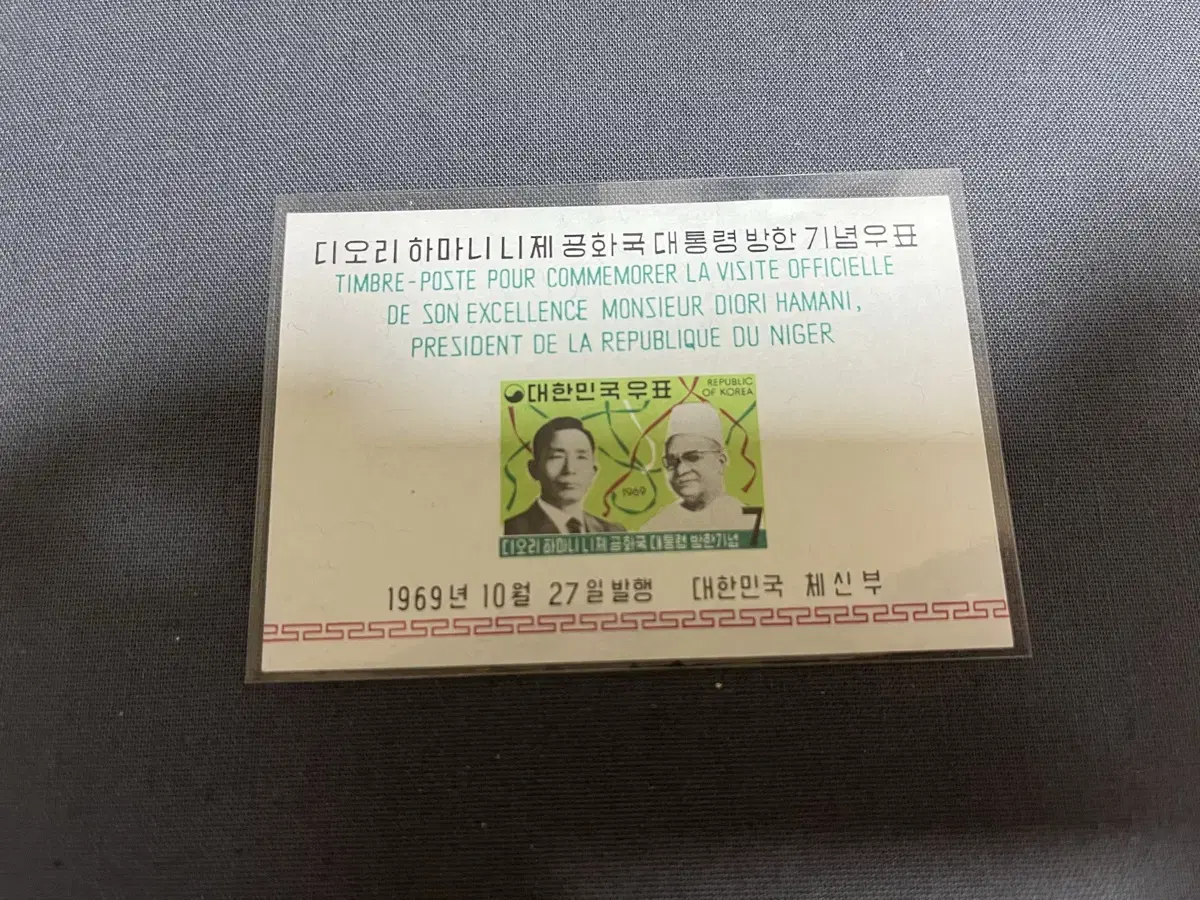 디오리 하마니 니제 공화국 대통령 방한 기념우표
TIMBRE-POSTE POUR COMMEMORER LA VISITE OFFICIELLE
DE SON EXCELLENCE MONSIEUR DIORI HAMANI,
PRESIDENT DE LA REPUBLIQUE DU NIGER
대한민국 우표
REPUBLIC
OF KOREA
1969
7
디오리 하마니 니제 공화국 대통령 방한기념
1969년 10월 27일 발행 대한민국 체신부